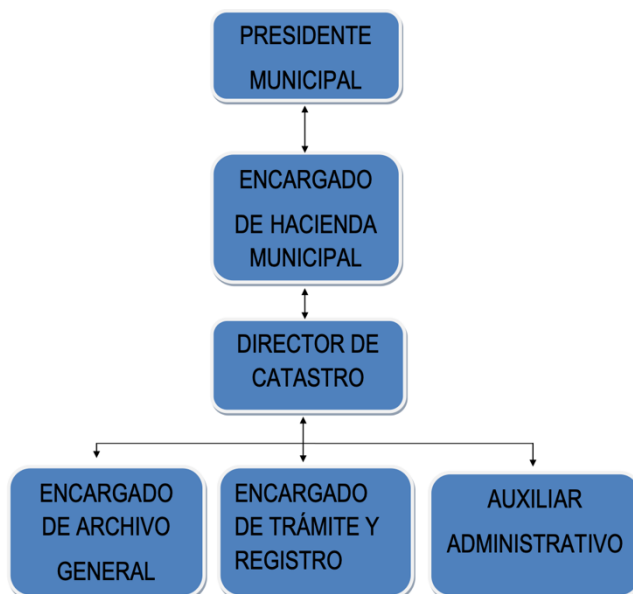 PRESIDENTE
MUNICIPAL
ENCARGADO
DE HACIENDA
MUNICIPAL
DIRECTOR DE
CATASTRO
ENCARGADO
DE ARCHIVO
GENERAL
ENCARGADO
DE TRÁMITE Y
REGISTRO
AUXILIAR
ADMINISTRATIVO